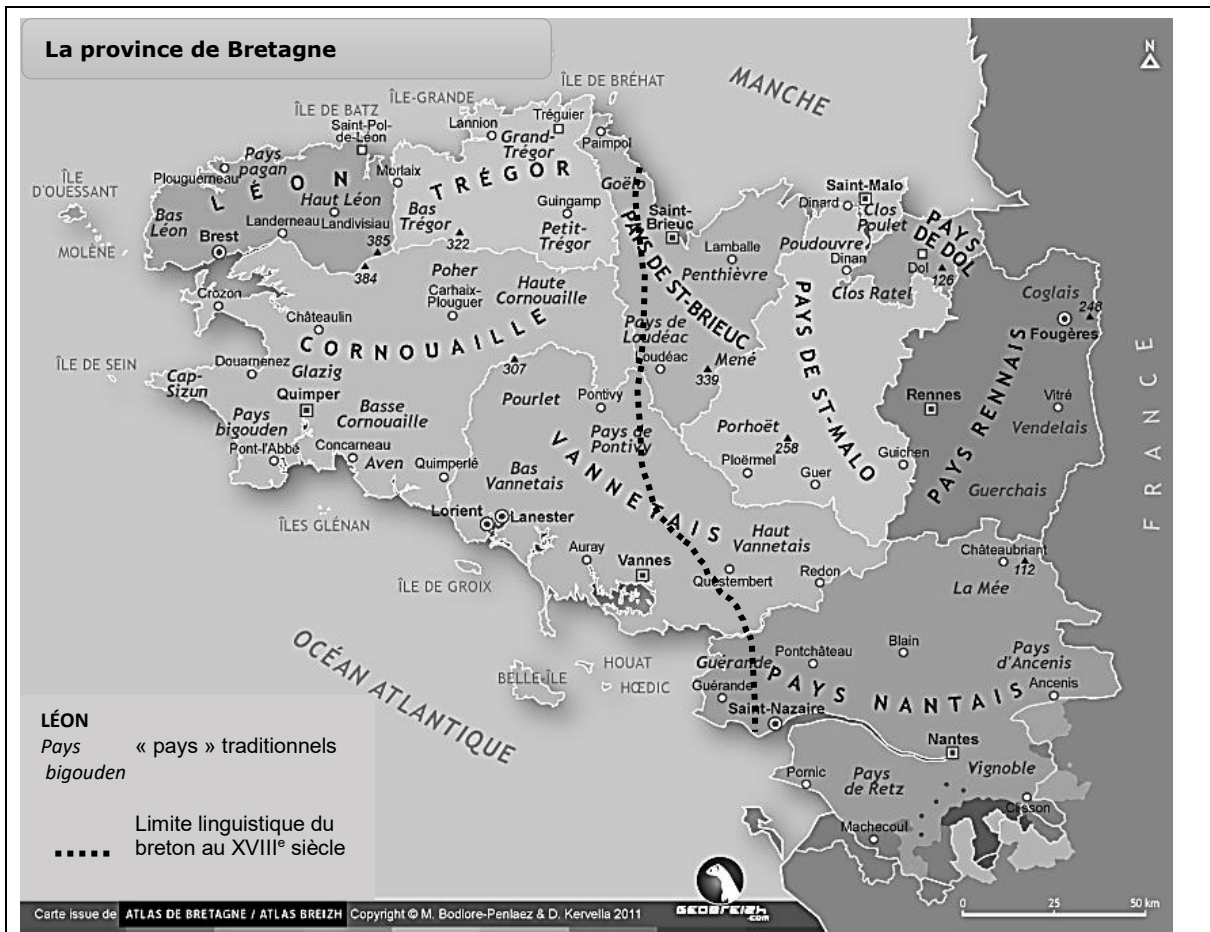 La province de Bretagne
N
MANCHE
ÎLE DE BRÉHAT
ÎLE-GRANDE
ÎLE DE BATZ
Saint-Pol-
de-Léon
Lannion
Tréguier
Grand-
Trégor
Paimpol
Pays
pagan
Plouguerneau
ÎLE
D'OUESSANT
LÉON
Haut Léon
Morlaix
TRÉGOR
Goëlo
Saint-Malo
Dinard
Clos
Poulet
Bas
Léon
Landerneau
Landivisiau
Bas
Trégor
Guingamp
Petit-
Trégor
Saint-
Brieuc
PAYS DE ST-BRIEUC
Lamballe
Penthièvre
Poudouvre
Dinan
PAYS
DE DOL
Dol
126
MOLÈNE
Brest
385
384
322
Clos Ratel
Crozon
Poher
Carhaix-
Plouguer
Haute
Cornouaille
Coglais
248
Fougères
Châteaulin
CORNOUAILLE
Pays de
Loudéac
Loudéac
Mené
339
PAYS DE ST-MALO
ÎLE DE SEIN
Douarnenez
Glazig
Cap-
Sizun
Quimper
307
Pourlet
Pontivy
Pays de
Pontivy
Rennes
PAYS RENNAIS
Vitré
Vendelais
FRANCE
Pays
bigouden
Basse
Cornouaille
Pont-l'Abbé
Concarneau
Aven
Quimperlé
Bas
Vannetais
VANNETAIS
Porhoët
258
Ploërmel
Guer
Guichen
Guerchais
ÎLES GLÉNAN
Lorient
Lanester
Auray
Vannes
Haut
Vannetais
Questembert
Redon
Châteaubriant
112
La Mée
ÎLE DE GROIX
OCÉAN ATLANTIQUE
BELLE-ÎLE
HOUAT
HŒDIC
Guérande
Guérande
Pontchâteau
Blain
Pays
d'Ancenis
Ancenis
PAYS NANTAIS
Saint-Nazaire
Nantes
Pornic
Pays
de Retz
Vignoble
Clisson
Machecoul
LÉON
Pays
bigouden
« pays » traditionnels
Limite linguistique du
breton au XVIIIe siècle
Carte issue de ATLAS DE BRETAGNE / ATLAS BREIZH Copyright © M. Bodlore-Penlaez & D. Kervella 2011
GEOBREIZH
.COM
0 25 50 km